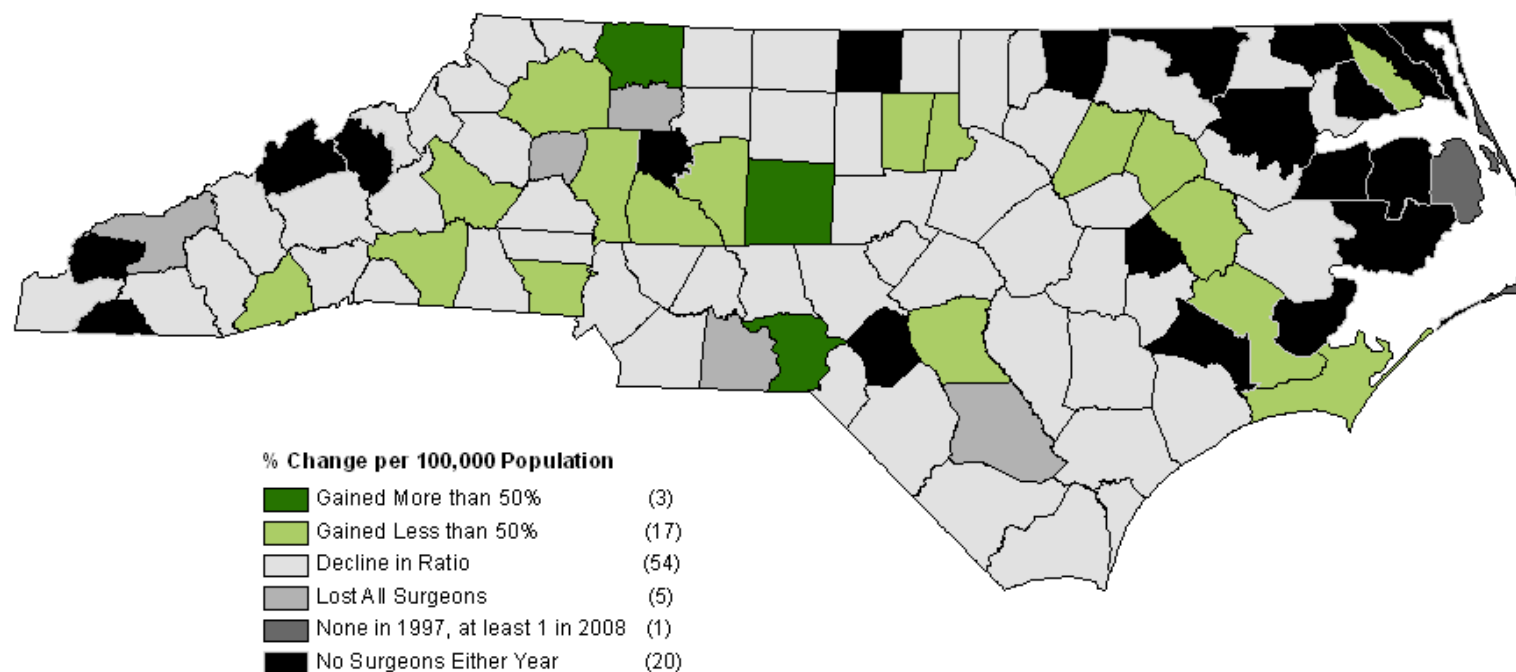 % Change per 100,000 Population
Gained More than 50% (3)
Gained Less than 50% (17)
Decline in Ratio (54)
Lost All Surgeons (5)
None in 1997, at least 1 in 2008 (1)
No Surgeons Either Year (20)